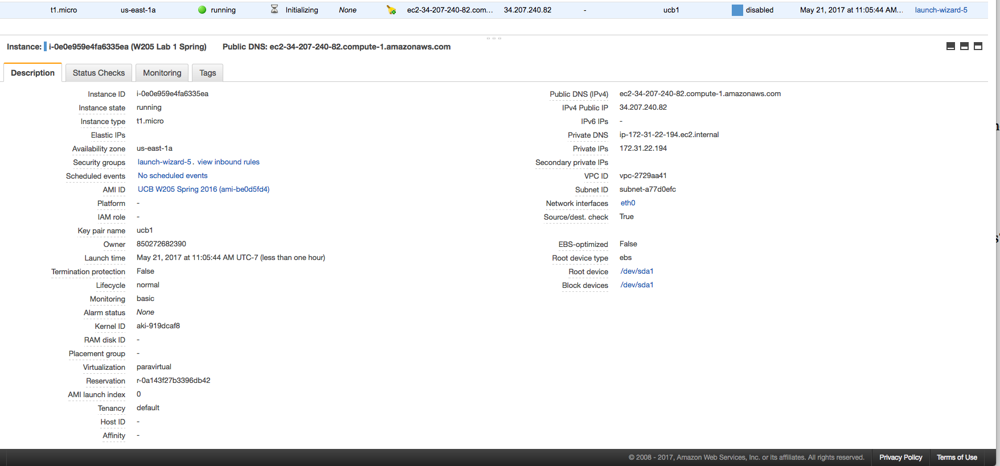 t1.micro us-east-1a running Initializing None ec2-34-207-240-82.com... 34.207.240.82 - ucb1 disabled May 21, 2017 at 11:05:44 AM... launch-wizard-5
Instance: i-0e0e959e4fa6335ea (W205 Lab 1 Spring) Public DNS: ec2-34-207-240-82.compute-1.amazonaws.com
Description Status Checks Monitoring Tags
Instance ID i-0e0e959e4fa6335ea
Instance state running
Instance type t1.micro
Elastic IPs
Availability zone us-east-1a
Security groups launch-wizard-5. view inbound rules
Scheduled events No scheduled events
AMI ID UCB W205 Spring 2016 (ami-be0d5fd4)
Platform -
IAM role -
Key pair name ucb1
Owner 850272682390
Launch time May 21, 2017 at 11:05:44 AM UTC-7 (less than one hour)
Termination protection False
Lifecycle normal
Monitoring basic
Alarm status None
Kernel ID aki-919dcaf8
RAM disk ID -
Placement group -
Virtualization paravirtual
Reservation r-0a143f27b3396db42
AMI launch index 0
Tenancy default
Host ID -
Affinity -
Public DNS (IPv4) ec2-34-207-240-82.compute-1.amazonaws.com
IPv4 Public IP 34.207.240.82
IPv6 IPs -
Private DNS ip-172-31-22-194.ec2.internal
Private IPs 172.31.22.194
Secondary private IPs
VPC ID vpc-2729aa41
Subnet ID subnet-a77d0efc
Network interfaces eth0
Source/dest. check True
EBS-optimized False
Root device type ebs
Root device /dev/sda1
Block devices /dev/sda1
© 2008 - 2017, Amazon Web Services, Inc. or its affiliates. All rights reserved. Privacy Policy Terms of Use